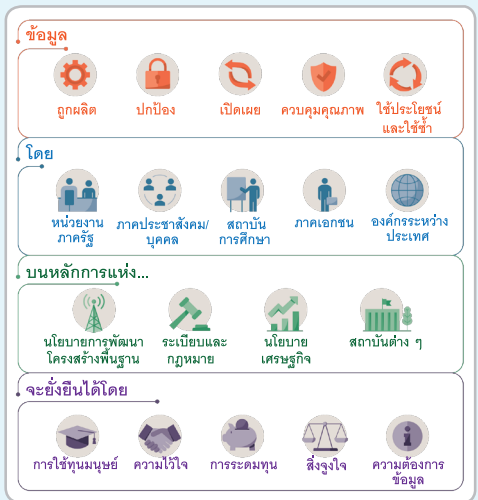 ข้อมูล
ถูกผลิต ปกป้อง เปิดเผย ควบคุมคุณภาพ ใช้ประโยชน์
และใช้ซ้ำ
โดย
หน่วยงาน
ภาครัฐ
ภาคประชาสังคม/
บุคคล
สถาบัน
การศึกษา
ภาคเอกชน
องค์กรระหว่าง
ประเทศ
บนหลักการแห่ง...
นโยบายการพัฒนา
โครงสร้างพื้นฐาน
ระเบียบและ
กฎหมาย
นโยบาย
เศรษฐกิจ
สถาบันต่าง ๆ
จะยั่งยืนได้โดย
การใช้ทุนมนุษย์ ความไว้ใจ การระดมทุน สิ่งจูงใจ ความต้องการ
ข้อมูล